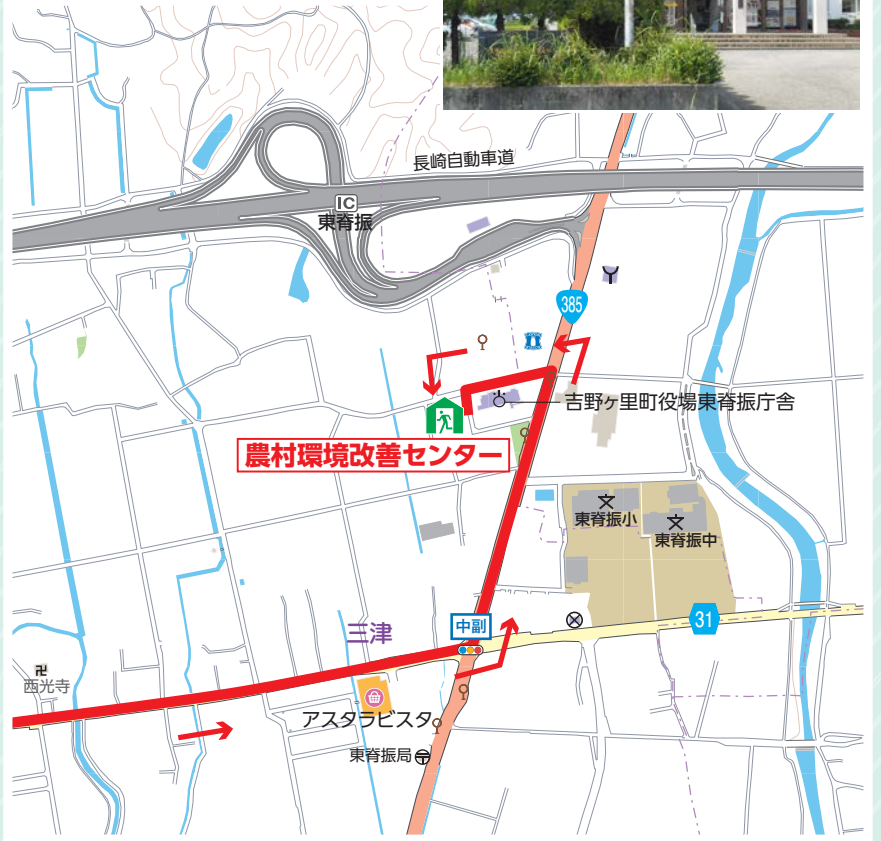 長崎自動車道
IC
東脊振
385
吉野ヶ里町役場東脊振庁舎
農村環境改善センター
東脊振小
東脊振中
31
三津
中副
卍
西光寺
アスタラビスタ
東脊振局